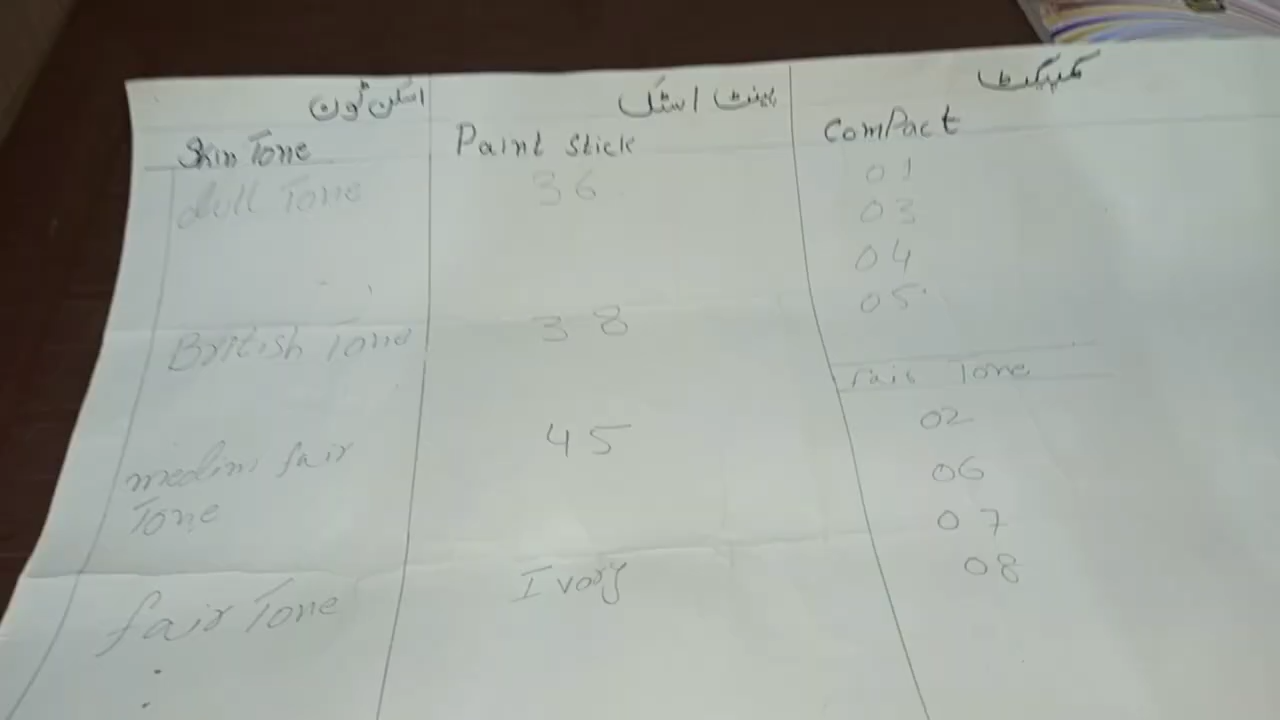 اسکن ٹون
Skin Tone
dull Tone
British Tone
medim fair
Tone
fair Tone
پینٹ اسٹک
Paint Stick
36
38
45
Ivory
کمپیکٹ
ComPact
01
03
04
05
fair Tone
02
06
07
08